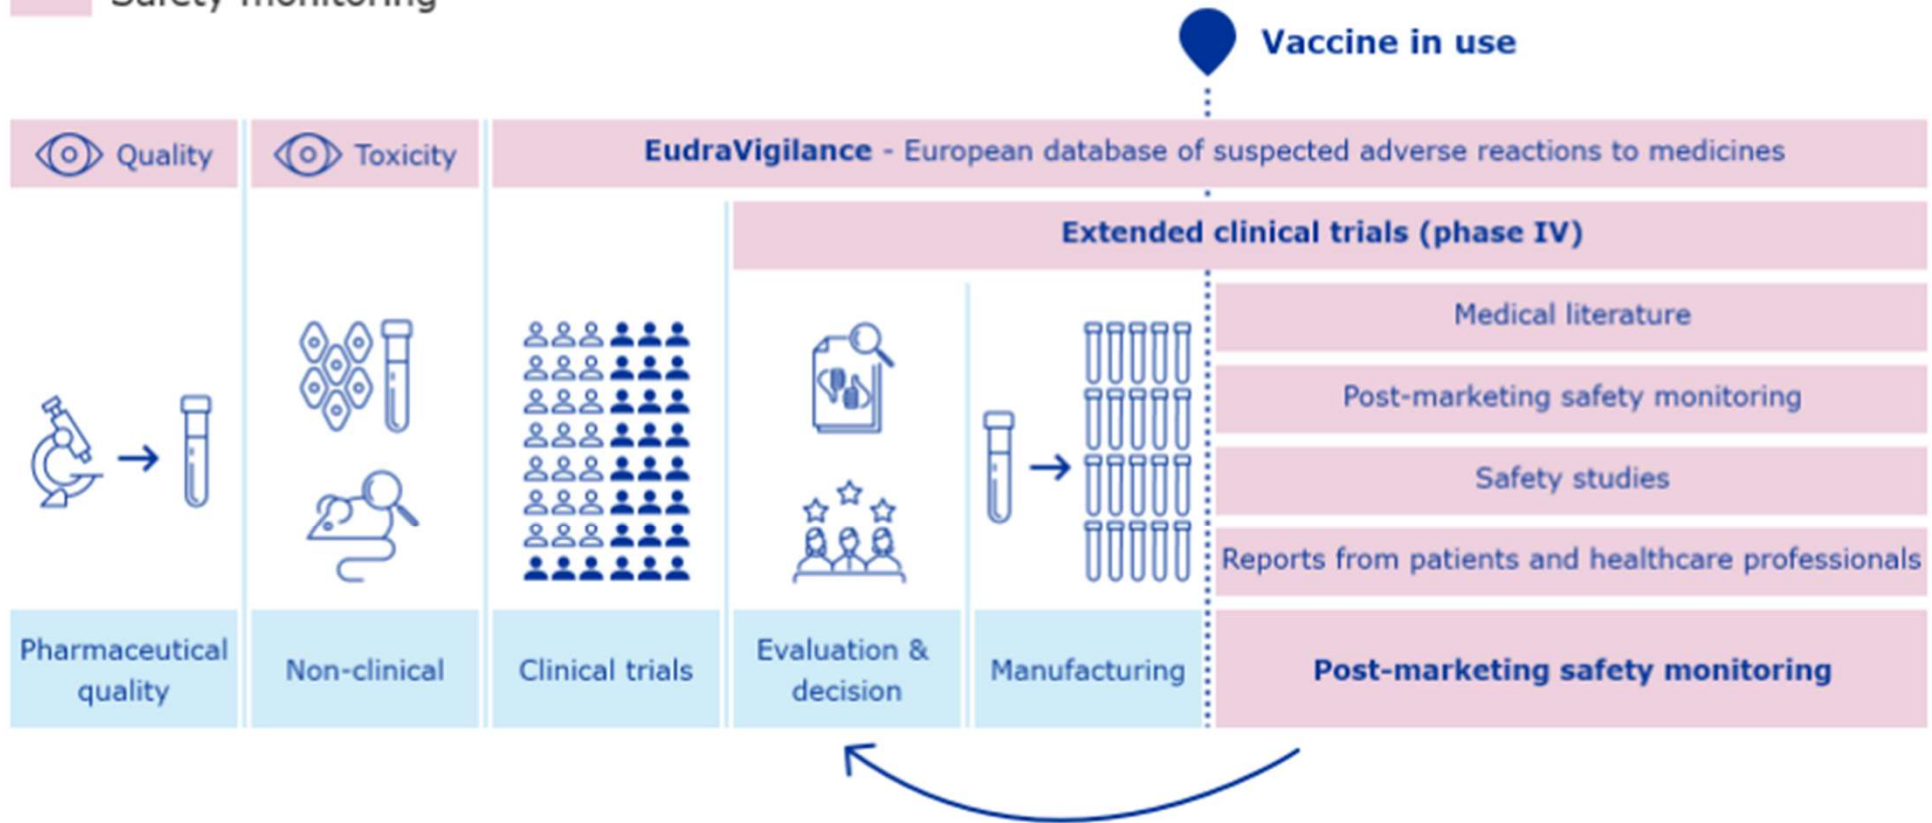 Safety monitoring
Vaccine in use
Quality
Toxicity
EudraVigilance - European database of suspected adverse reactions to medicines
Extended clinical trials (phase IV)
Medical literature
Post-marketing safety monitoring
Safety studies
Reports from patients and healthcare professionals
Pharmaceutical
quality
Non-clinical
Clinical trials
Evaluation &
decision
Manufacturing
Post-marketing safety monitoring